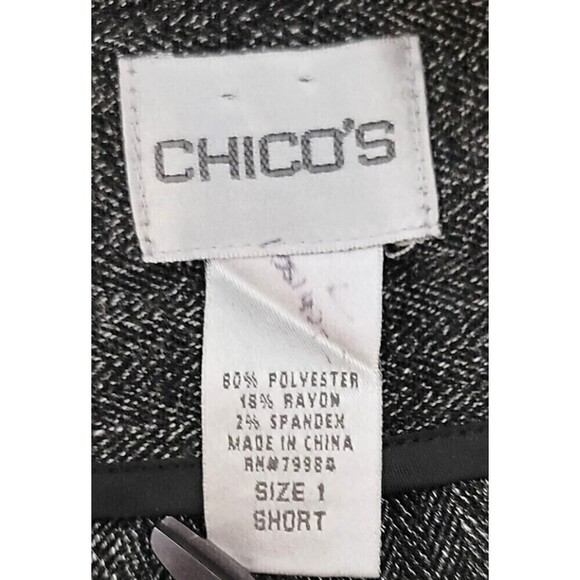 CHICO'S
80% POLYESTER
18% RAYON
2% SPANDEX
MADE IN CHINA
RN#79984
SIZE 1
SHORT